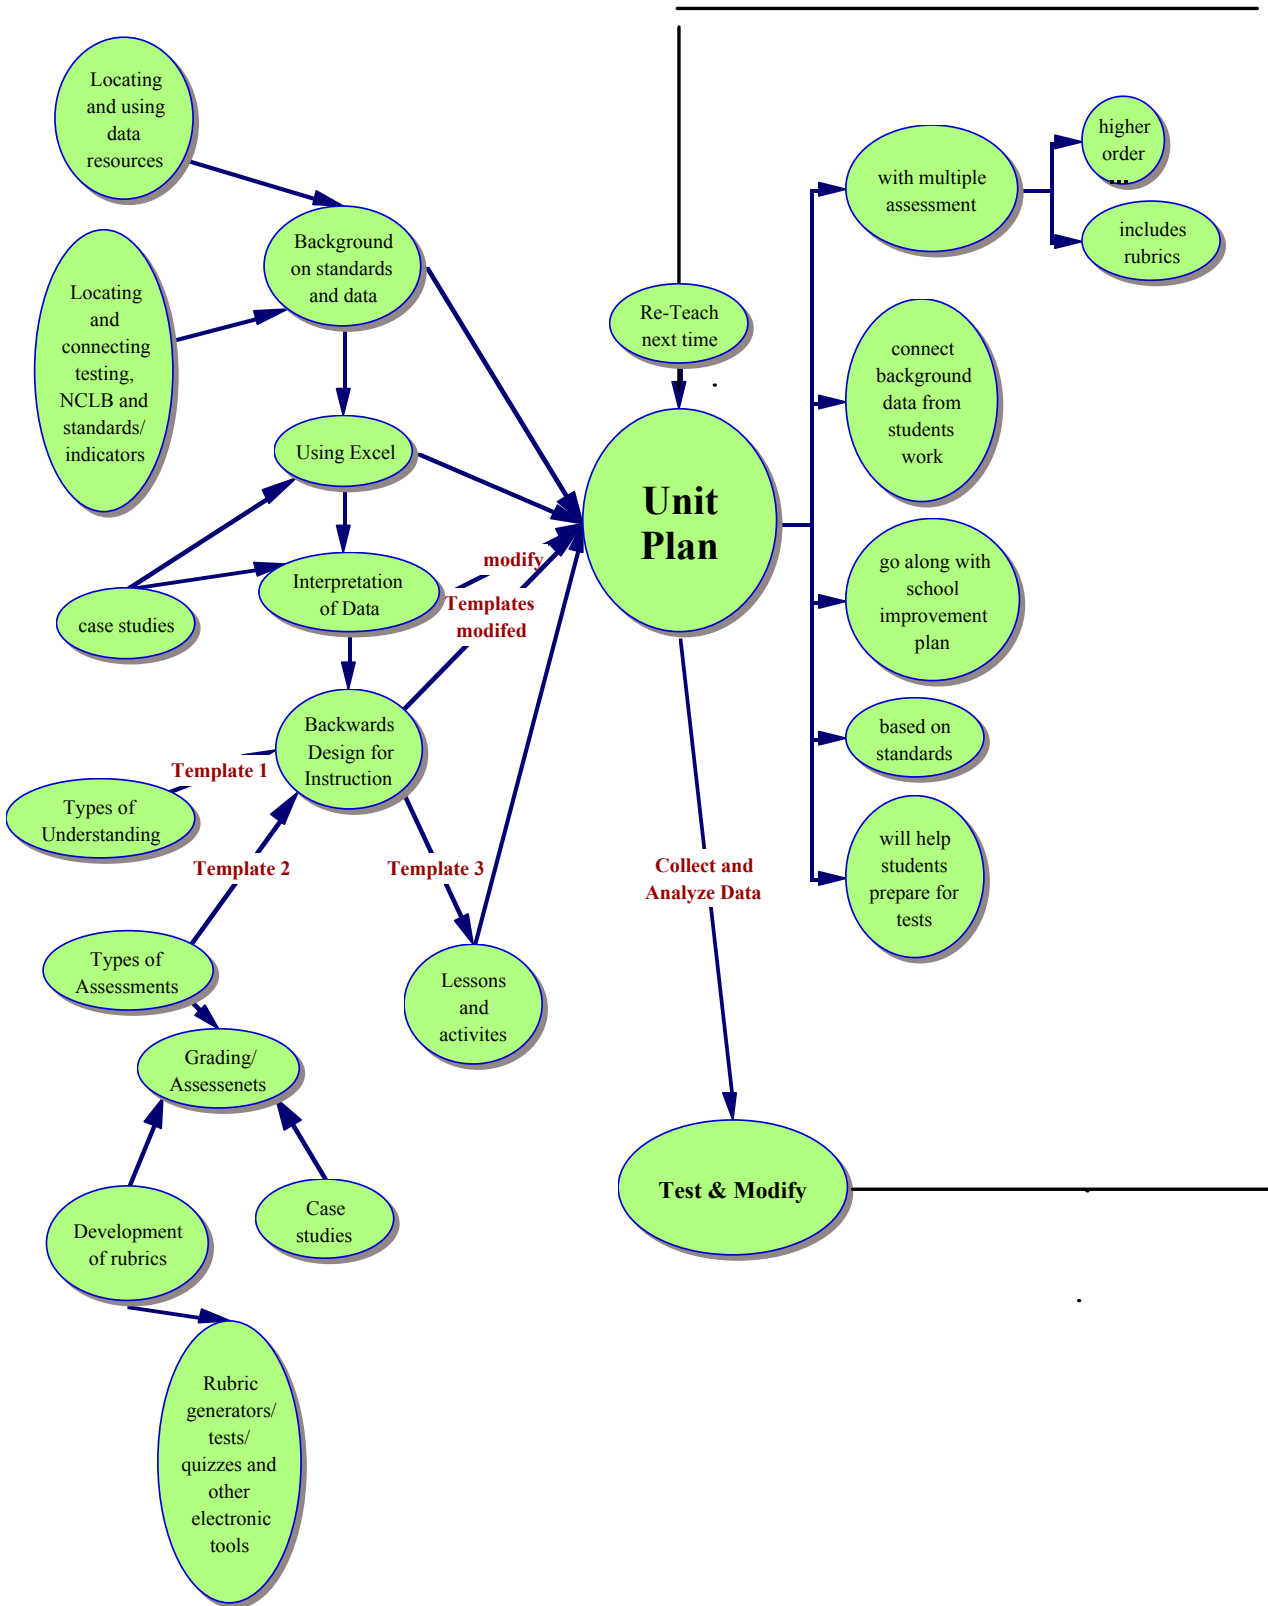 Locating
and using
data
resources
Background
on standards
and data
Locating
and
connecting
testing,
NCLB and
standards/
indicators
Using Excel
case studies
Interpretation
of Data
modify
Templates
modifed
Backwards
Design for
Instruction
Template 1
Types of
Understanding
Template 2
Template 3
Types of
Assessments
Lessons
and
activites
Grading/
Assessenets
Development
of rubrics
Case
studies
Rubric
generators/
tests/
quizzes and
other
electronic
tools
Re-Teach
next time
Unit
Plan
Collect and
Analyze Data
Test & Modify
with multiple
assessment
higher
order
...
includes
rubrics
connect
background
data from
students
work
go along with
school
improvement
plan
based on
standards
will help
students
prepare for
tests